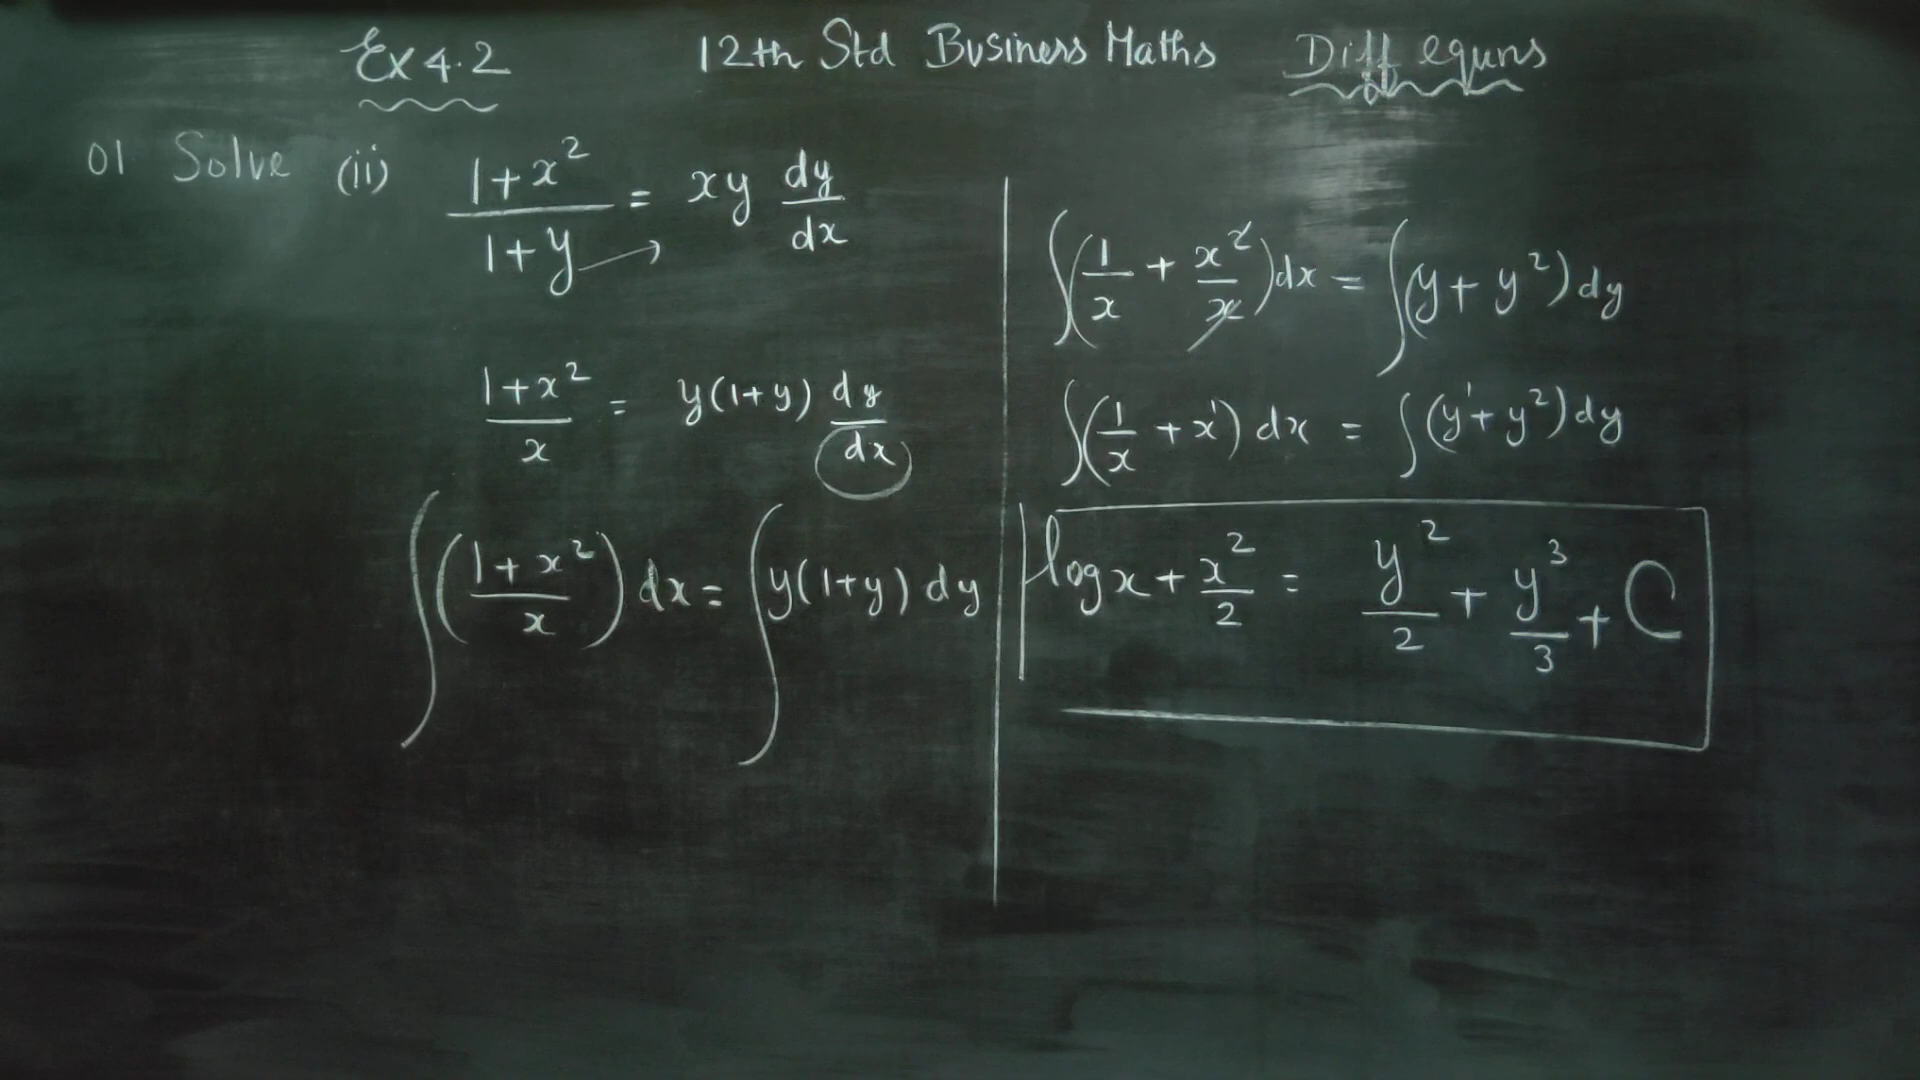 Ex 4.2 12th Std Business Maths Diff equns
01 Solve (ii) (1+x²)/(1+y) = xy dy/dx
(1+x²)/x = y(1+y) dy/dx
∫((1+x²)/x) dx = ∫y(1+y) dy
∫(1/x + x²/x)dx = ∫(y+y²)dy
∫(1/x + x¹) dx = ∫(y¹+y²)dy
log x + x²/2 = y²/2 + y³/3 + C